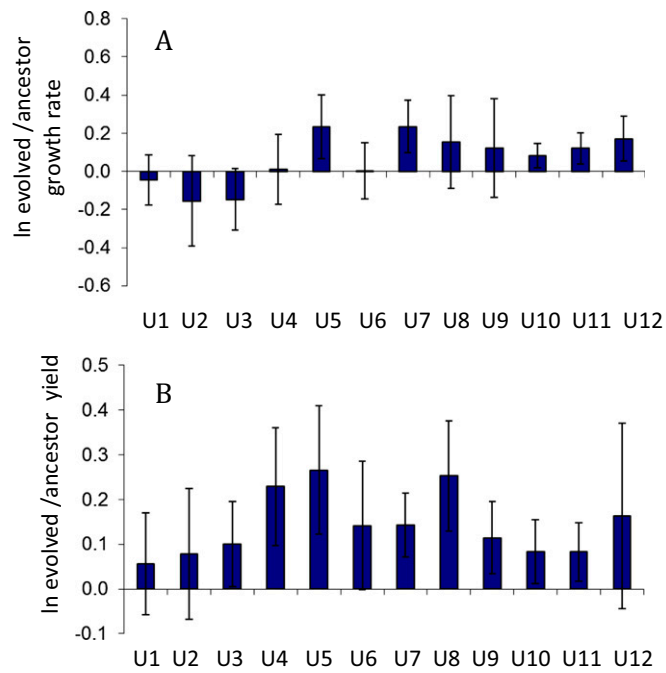 A
ln evolved /ancestor
growth rate
0.8
0.6
0.4
0.2
0.0
-0.2
-0.4
-0.6
U1 U2 U3 U4 U5 U6 U7 U8 U9 U10 U11 U12
B
ln evolved /ancestor yield
0.5
0.4
0.3
0.2
0.1
0.0
-0.1
U1 U2 U3 U4 U5 U6 U7 U8 U9 U10 U11 U12